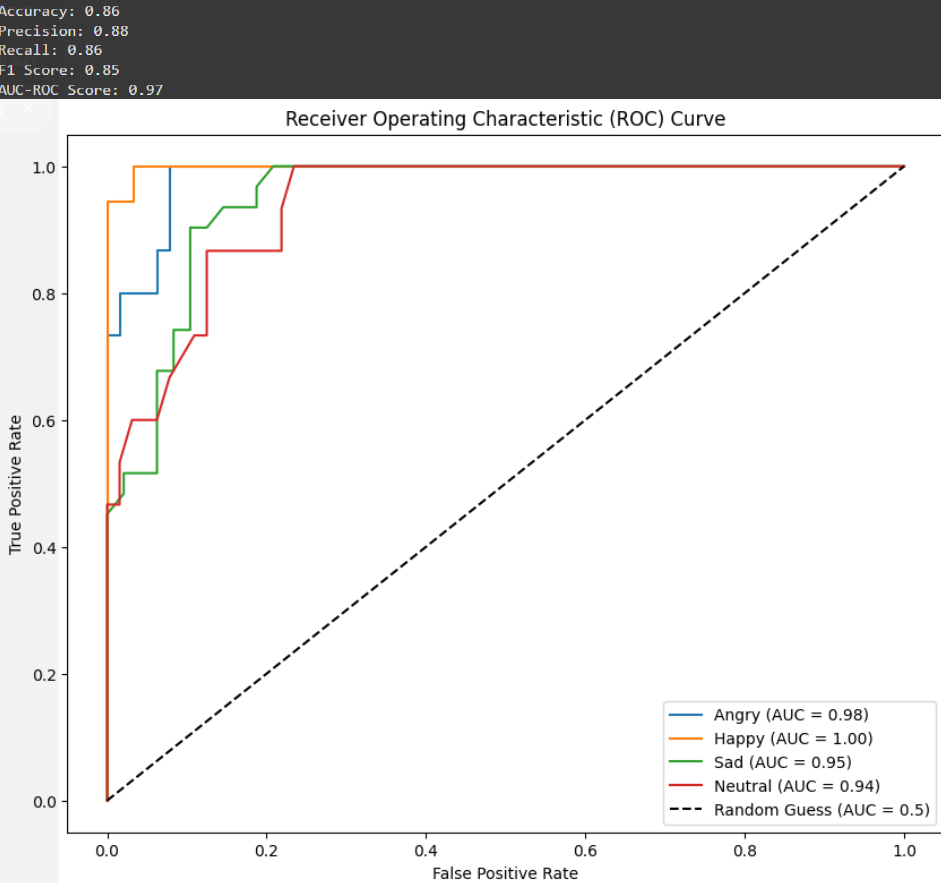 Accuracy: 0.86
Precision: 0.88
Recall: 0.86
F1 Score: 0.85
AUC-ROC Score: 0.97
Receiver Operating Characteristic (ROC) Curve
True Positive Rate
1.0
0.8
0.6
0.4
0.2
0.0
Angry (AUC = 0.98)
Happy (AUC = 1.00)
Sad (AUC = 0.95)
Neutral (AUC = 0.94)
Random Guess (AUC = 0.5)
0.0 0.2 0.4 0.6 0.8 1.0
False Positive Rate